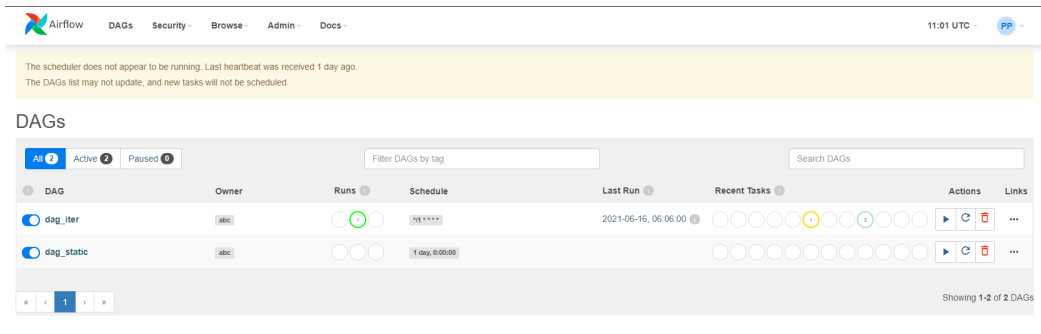 Airflow DAGs Security Browse Admin Docs 11:01 UTC PP
The scheduler does not appear to be running. Last heartbeat was received 1 day ago.
The DAGs list may not update, and new tasks will not be scheduled.
DAGs
All 2 Active 2 Paused 0 Filter DAGs by tag Search DAGs
DAG Owner Runs Schedule Last Run Recent Tasks Actions Links
dag_iter abc 1 */1 * * * * 2021-06-16, 06:06:00 1 3 ...
dag_static abc 1 day, 0:00:00 ...
« ‹ 1 › » Showing 1-2 of 2 DAGs